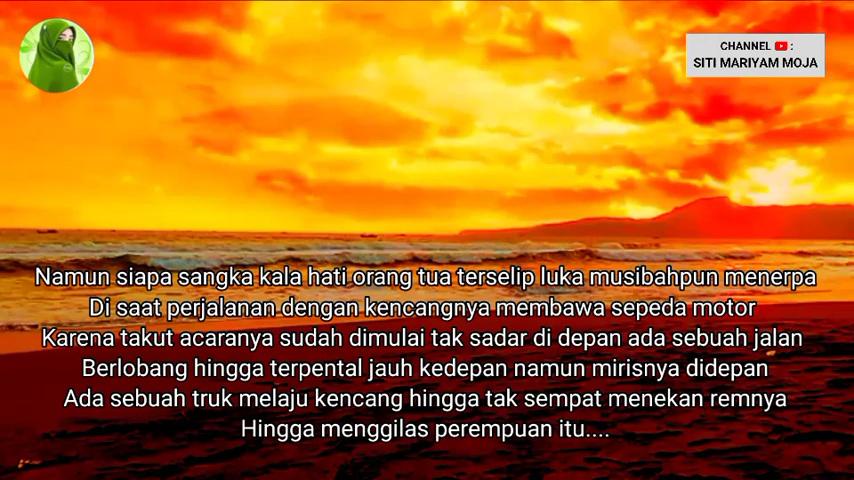 CHANNEL :
SITI MARIYAM MOJA
Namun siapa sangka kala hati orang tua terselip luka musibahpun menerpa
Di saat perjalanan dengan kencangnya membawa sepeda motor
Karena takut acaranya sudah dimulai tak sadar di depan ada sebuah jalan
Berlobang hingga terpental jauh kedepan namun mirisnya didepan
Ada sebuah truk melaju kencang hingga tak sempat menekan remnya
Hingga menggilas perempuan itu....